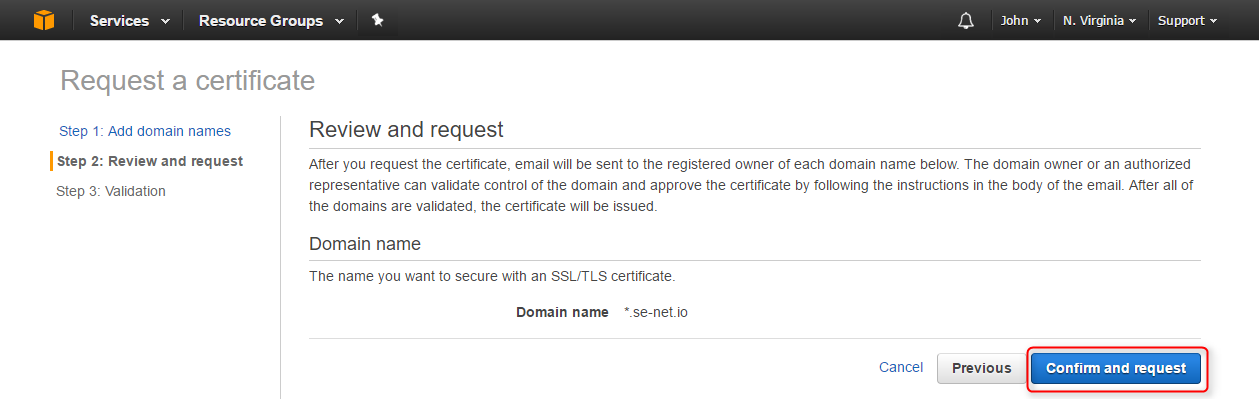 Services Resource Groups John N. Virginia Support
Request a certificate
Step 1: Add domain names
Step 2: Review and request
Step 3: Validation
Review and request
After you request the certificate, email will be sent to the registered owner of each domain name below. The domain owner or an authorized
representative can validate control of the domain and approve the certificate by following the instructions in the body of the email. After all of
the domains are validated, the certificate will be issued.
Domain name
The name you want to secure with an SSL/TLS certificate.
Domain name *.se-net.io
Cancel Previous Confirm and request